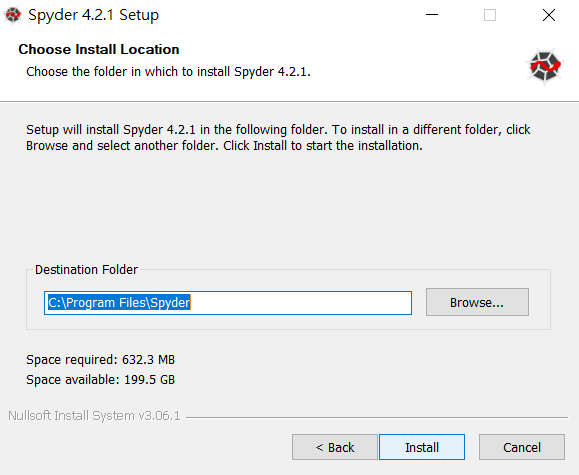 Spyder 4.2.1 Setup
Choose Install Location
Choose the folder in which to install Spyder 4.2.1.
Setup will install Spyder 4.2.1 in the following folder. To install in a different folder, click
Browse and select another folder. Click Install to start the installation.
Destination Folder
C:\Program Files\Spyder
Browse...
Space required: 632.3 MB
Space available: 199.5 GB
Nullsoft Install System v3.06.1
< Back
Install
Cancel